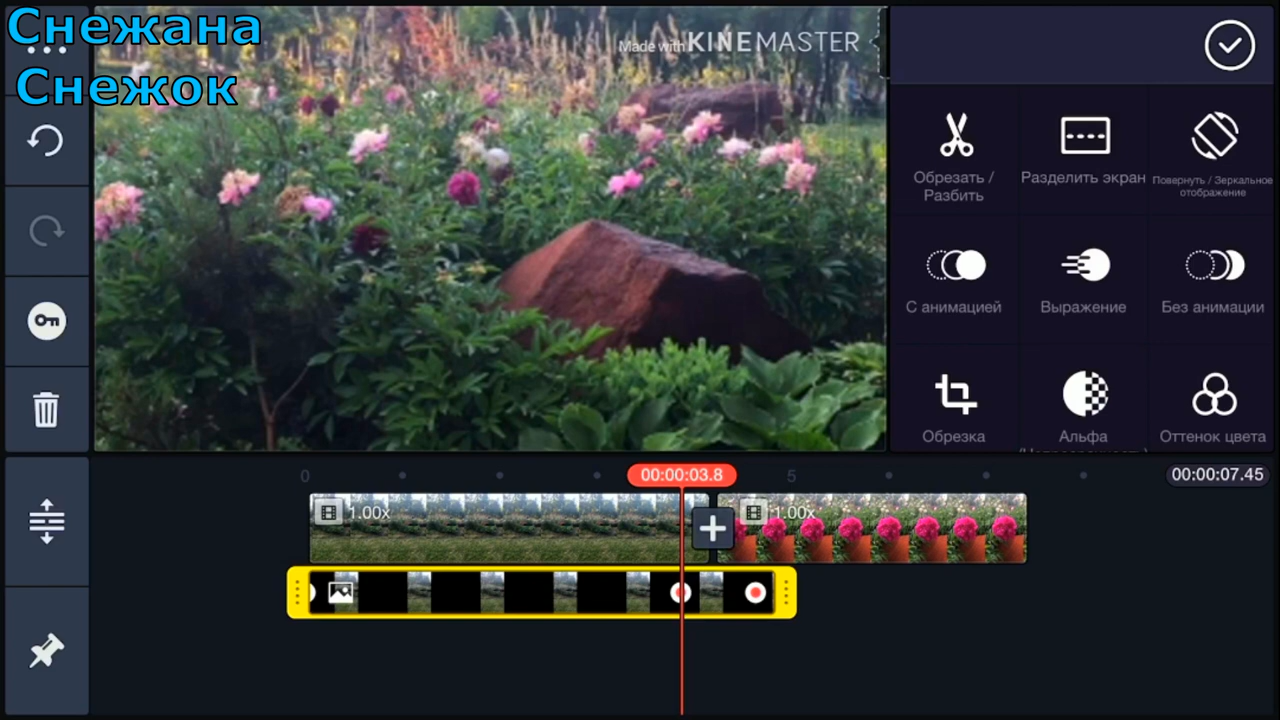 Снежана
Снежок
Made with KINEMASTER
Обрезать /
Разбить
Разделить экран
Повернуть / Зеркальное
отображение
С анимацией
Выражение
Без анимации
Обрезка
Альфа
(Непрозрачность)
Оттенок цвета
0
00:00:03.8
5
00:00:07.45
1.00x
1.00x